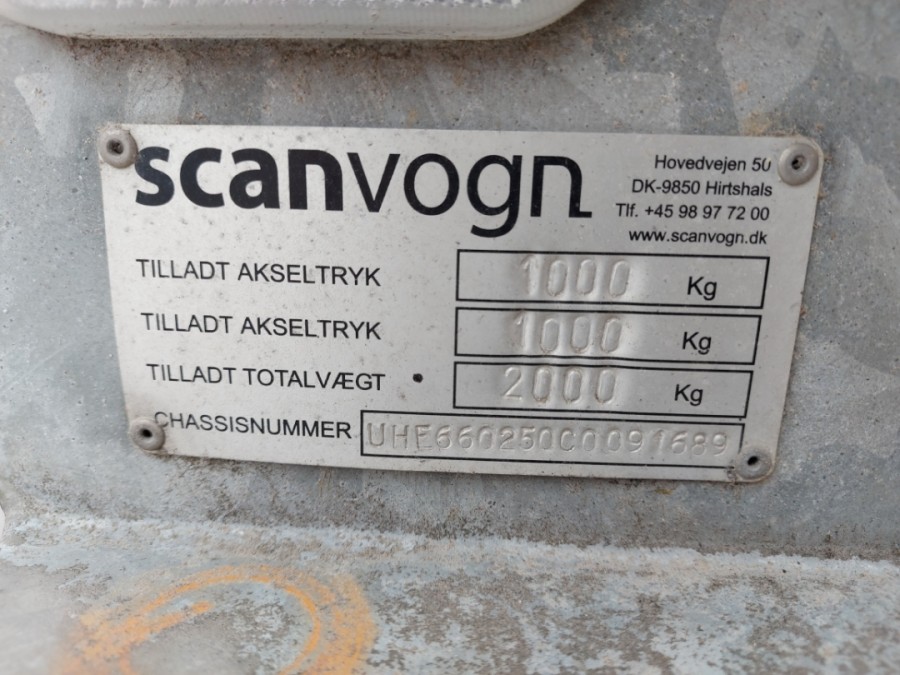 scanvogn
Hovedvejen 50
DK-9850 Hirtshals
Tlf. +45 98 97 72 00
www.scanvogn.dk
TILLADT AKSELTRYK 1000 Kg
TILLADT AKSELTRYK 1000 Kg
TILLADT TOTALVÆGT 2000 Kg
CHASSISNUMMER UHE660250C0091689